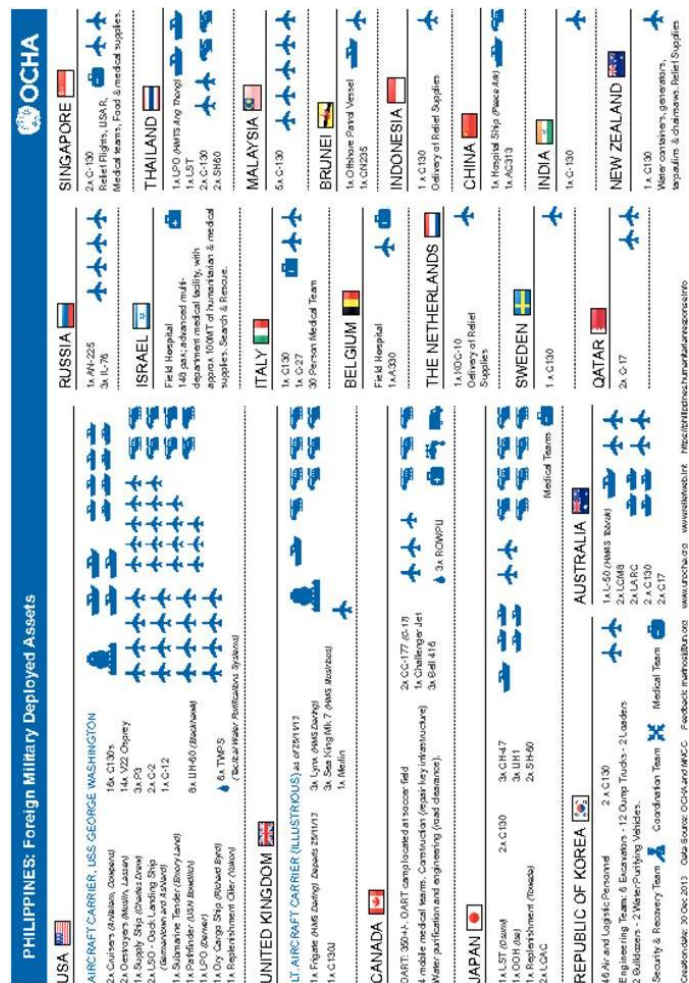 PHILIPPINES: Foreign Military Deployed Assets
OCHA
USA
AIRCRAFT CARRIER, USS GEORGE WASHINGTON
2x Cruisers (Antietam, Cowpens)
2x Destroyers (Mustin, Lassen)
1x Supply Ship (Charles Drew)
2x LSD - Dock Landing Ship
(Germantown and Ashland)
1x Submarine Tender (Emory Land)
1x Pathfinder (USN Bowditch)
1x LPD (Denver)
1x Dry Cargo Ship (Richard Byrd)
1x Replenishment Oiler (Yukon)
16x C130s
14x V22 Osprey
3x P3
2x C-2
1x C-12
8x UH-60 (Blackhawk)
6x TWPS
(Tactical Water Purifications Systems)
UNITED KINGDOM
LT. AIRCRAFT CARRIER (ILLUSTRIOUS) as of 25/11/13
1x Frigate (HMS Daring) Departs 25/11/13
1x C130J
3x Lynx (HMS Daring)
3x Sea King Mk 7 (HMS Illustrious)
1x Merlin
CANADA
DART: 350+/-, DART camp located at soccer field
4 mobile medical teams, Construction (repair key infrastructure)
Water purification and engineering (road clearance).
2x CC-177 (C-17)
1x Challenger Jet
3x Bell 416
3x ROWPU
JAPAN
1x LST (Osumi)
1x DDH (Ise)
1x Replenishment (Towada)
2x LCAC
2x C130
3x CH47
3x UH1
2x SH-60
Medical Teams
REPUBLIC OF KOREA
46 Air and Logistic Personnel
2 x C130
Engineering Team: 6 Excavators - 12 Dump Trucks - 2 Loaders
2 Bulldozers - 2 Water Purifying Vehicles.
Security & Recovery Team
Coordination Team
Medical Team
AUSTRALIA
1x L-50 (HMAS Tobruk)
2x LCM8
2x LARC
2 x C130
2x C17
RUSSIA
1x AN-225
3x IL-76
ISRAEL
Field Hospital
148 pax; advanced multi-
department medical facility, with
approx 100MT of humanitarian & medical
supplies. Search & Rescue.
ITALY
1x C130
1x C-27
30 Person Medical Team
BELGIUM
Field Hospital
1xA330
THE NETHERLANDS
1xKDC-10
Delivery of Relief
Supplies
SWEDEN
1 x C130
QATAR
2x C-17
SINGAPORE
2x C-130
Relief Flights, USAR,
Medical teams, Food & medical supplies.
THAILAND
1x LPD (HMTS Ang Thong)
1x LST
2x C-130
2x SH60
MALAYSIA
5x C-130
BRUNEI
1x Offshore Patrol Vessel
1x CN235
INDONESIA
1 x C130
Delivery of Relief Supplies
CHINA
1x Hospital Ship (Peace Ark)
1x AC313
INDIA
1x C-130
NEW ZEALAND
1x C130
Water containers, generators,
tarpaulins & chainsaws, Relief Supplies
Creation date: 20 Dec 2013 Data Source: OCHA and MNCC Feedback: mamosi@un.org www.unocha.org www.reliefweb.int https://philippines.humanitarianresponse.info